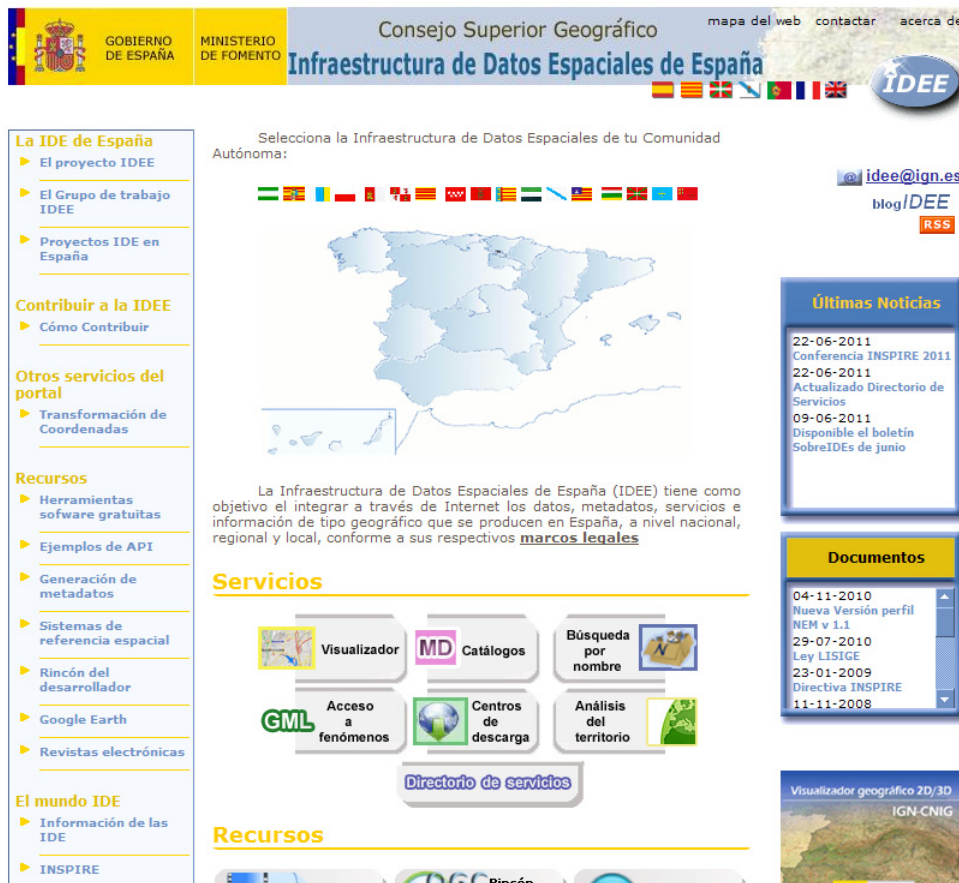 GOBIERNO
DE ESPAÑA
MINISTERIO
DE FOMENTO
Consejo Superior Geográfico
Infraestructura de Datos Espaciales de España
mapa del web contactar acerca de
IDEE
La IDE de España
El proyecto IDEE
El Grupo de trabajo
IDEE
Proyectos IDE en
España
Contribuir a la IDEE
Cómo Contribuir
Otros servicios del
portal
Transformación de
Coordenadas
Recursos
Herramientas
sofware gratuitas
Ejemplos de API
Generación de
metadatos
Sistemas de
referencia espacial
Rincón del
desarrollador
Google Earth
Revistas electrónicas
El mundo IDE
Información de las
IDE
INSPIRE
Selecciona la Infraestructura de Datos Espaciales de tu Comunidad
Autónoma:
La Infraestructura de Datos Espaciales de España (IDEE) tiene como
objetivo el integrar a través de Internet los datos, metadatos, servicios e
información de tipo geográfico que se producen en España, a nivel nacional,
regional y local, conforme a sus respectivos marcos legales
Servicios
Visualizador
MD Catálogos
Búsqueda
por
nombre
GML
Acceso
a
fenómenos
Centros
de
descarga
Análisis
del
territorio
Directorio de servicios
Recursos
Rincón
@ idee@ign.es
blogIDEE
RSS
Últimas Noticias
22-06-2011
Conferencia INSPIRE 2011
22-06-2011
Actualizado Directorio de
Servicios
09-06-2011
Disponible el boletín
SobreIDEs de junio
Documentos
04-11-2010
Nueva Versión perfil
NEM v 1.1
29-07-2010
Ley LISIGE
23-01-2009
Directiva INSPIRE
11-11-2008
Visualizador geográfico 2D/3D
IGN-CNIG